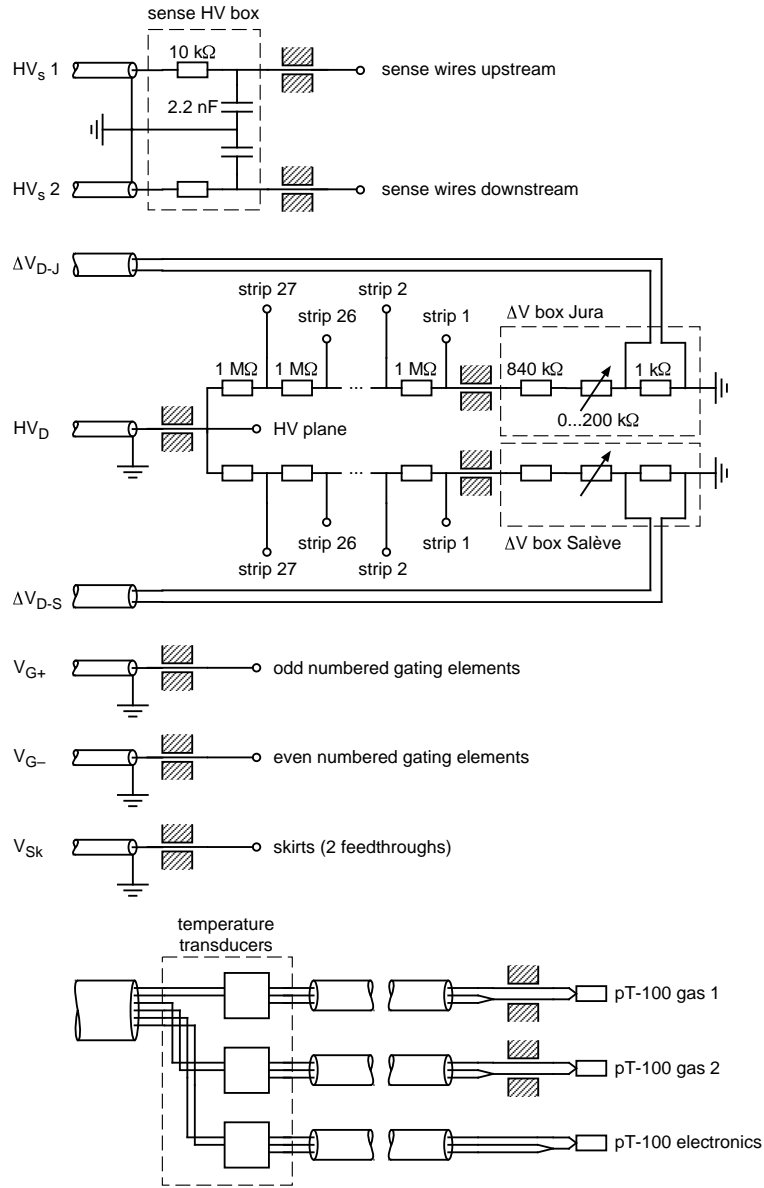 sense HV box
10 kΩ
HVs 1
sense wires upstream
2.2 nF
HVs 2
sense wires downstream
ΔVD-J
strip 27
strip 2
strip 26
strip 1
ΔV box Jura
1 MΩ
1 MΩ
...
1 MΩ
840 kΩ
1 kΩ
0...200 kΩ
HVD
HV plane
...
strip 26
strip 1
strip 27
strip 2
ΔV box Salève
ΔVD-S
VG+
odd numbered gating elements
VG–
even numbered gating elements
VSk
skirts (2 feedthroughs)
temperature
transducers
pT-100 gas 1
pT-100 gas 2
pT-100 electronics